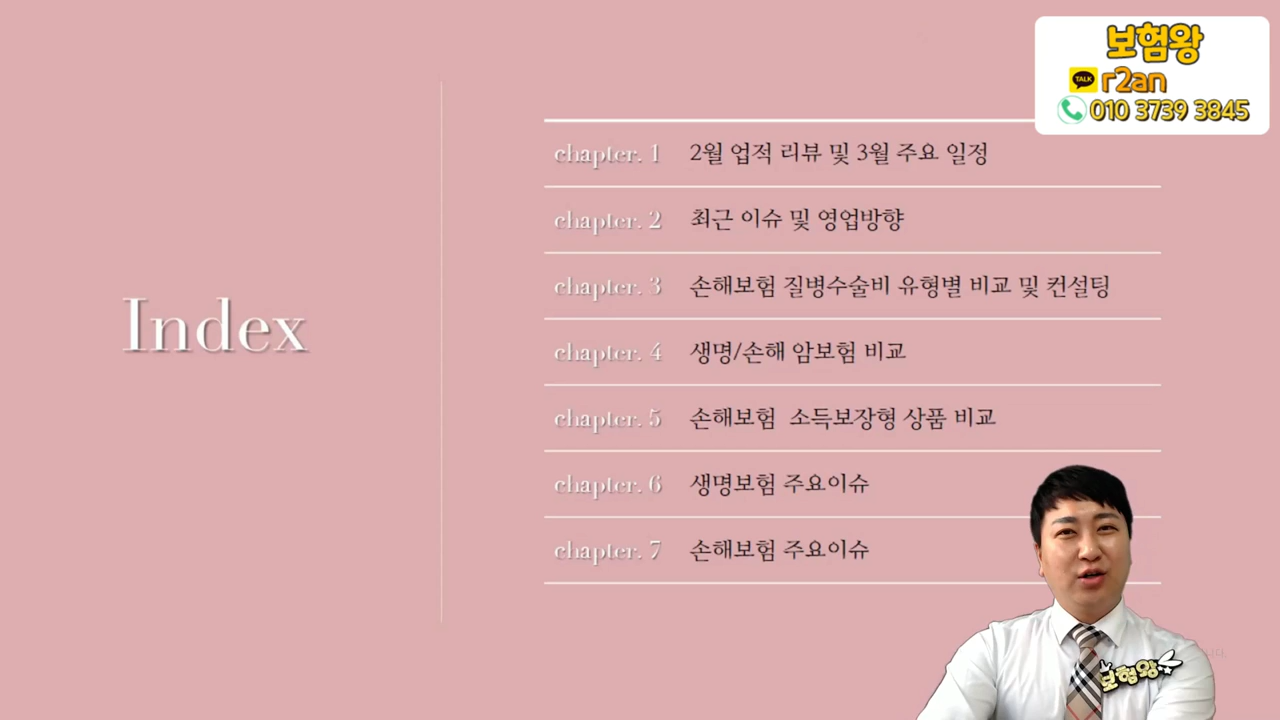 보험왕
TALK r2an
010 3739 3845
Index
chapter. 1 2월 업적 리뷰 및 3월 주요 일정
chapter. 2 최근 이슈 및 영업방향
chapter. 3 손해보험 질병수술비 유형별 비교 및 컨설팅
chapter. 4 생명/손해 암보험 비교
chapter. 5 손해보험 소득보장형 상품 비교
chapter. 6 생명보험 주요이슈
chapter. 7 손해보험 주요이슈
니다.
보험왕